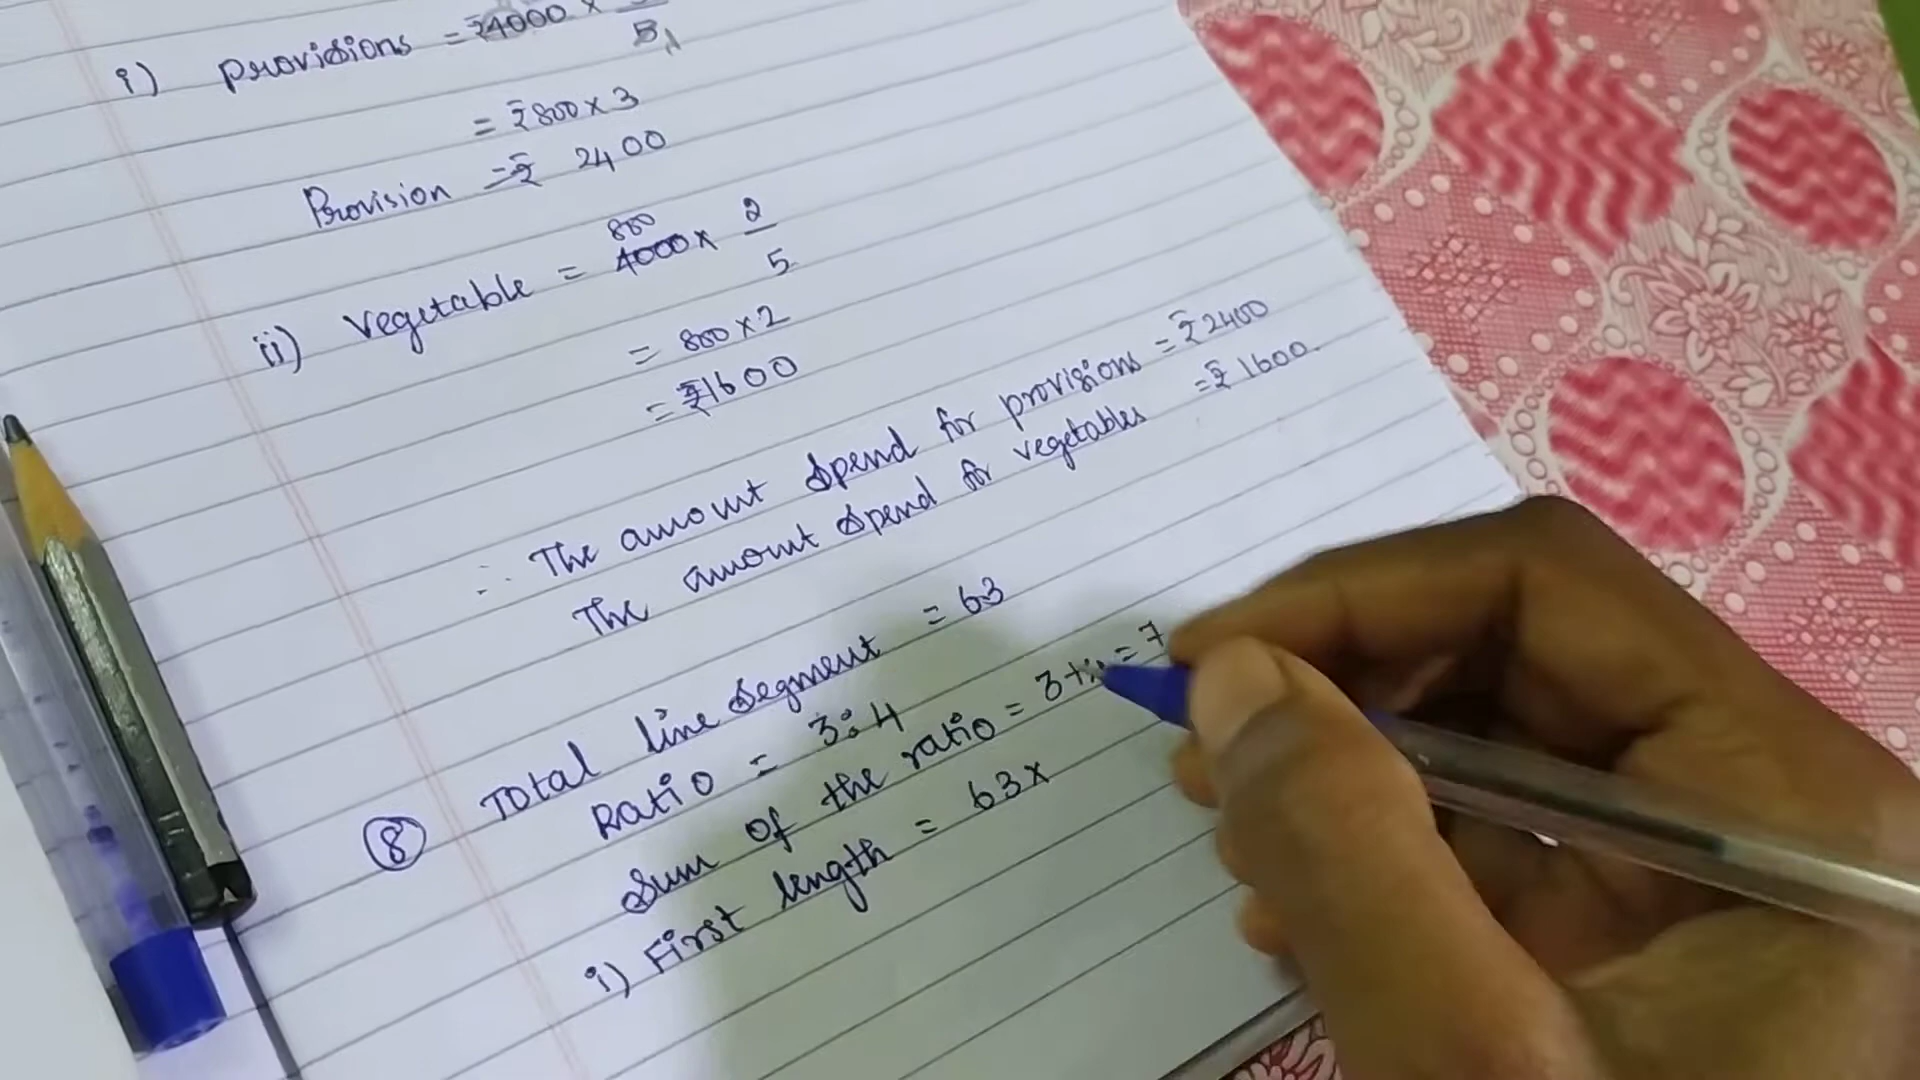 i) provisions = ₹4000 × 5
= ₹800 × 3
Provision = ₹ 2400
800
ii) vegetable = 4000 × 2
5
= 800 × 2
= ₹1600
∴ The amount spend for provisions = ₹2400
The amount spend for vegetables = ₹ 1600.
8 Total line segment = 63
Ratio = 3:4
Sum of the ratio = 3+ = 7
i) First length = 63×